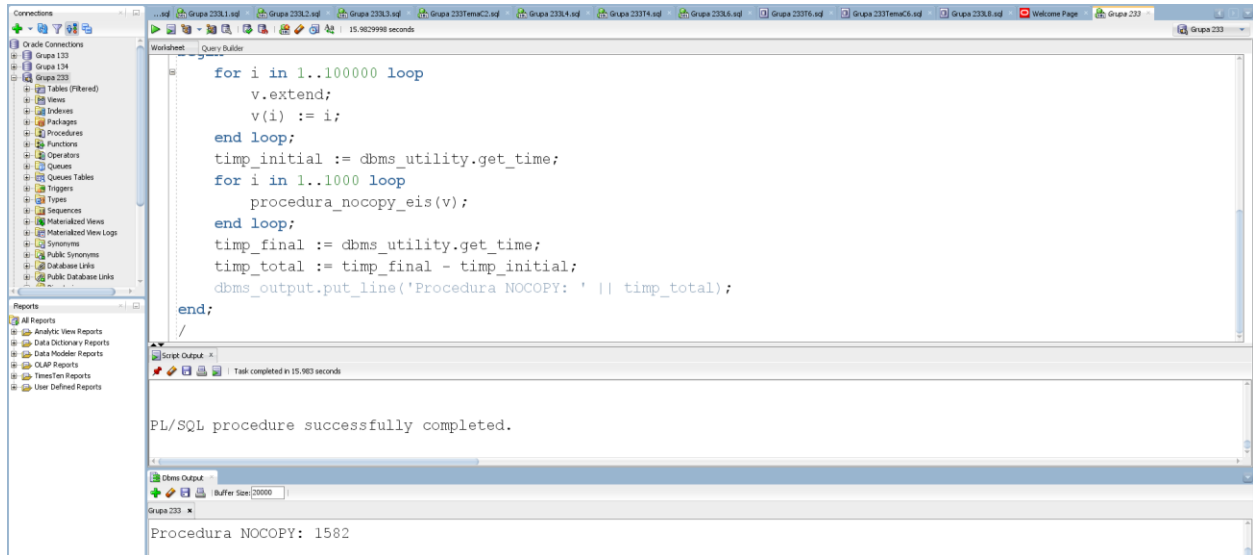 Connections
...sql Grupa 233L1.sql Grupa 233L2.sql Grupa 233L3.sql Grupa 233TemaC2.sql Grupa 233L4.sql Grupa 233T4.sql Grupa 233L6.sql Grupa 233T6.sql Grupa 233TemaC6.sql Grupa 233L8.sql Welcome Page Grupa 233
15.9829998 seconds
Grupa 233
Worksheet Query Builder
Oracle Connections
Grupa 133
Grupa 134
Grupa 233
Tables (Filtered)
Views
Indexes
Packages
Procedures
Functions
Operators
Queues
Queues Tables
Triggers
Types
Sequences
Materialized Views
Materialized View Logs
Synonyms
Public Synonyms
Database Links
Public Database Links
Reports
All Reports
Analytic View Reports
Data Dictionary Reports
Data Modeler Reports
OLAP Reports
TimesTen Reports
User Defined Reports
for i in 1..100000 loop
v.extend;
v(i) := i;
end loop;
timp_initial := dbms_utility.get_time;
for i in 1..1000 loop
procedura_nocopy_eis(v);
end loop;
timp_final := dbms_utility.get_time;
timp_total := timp_final - timp_initial;
dbms_output.put_line('Procedura NOCOPY: ' || timp_total);
end;
/
Script Output
Task completed in 15.983 seconds
PL/SQL procedure successfully completed.
Dbms Output
Buffer Size: 20000
Grupa 233
Procedura NOCOPY: 1582